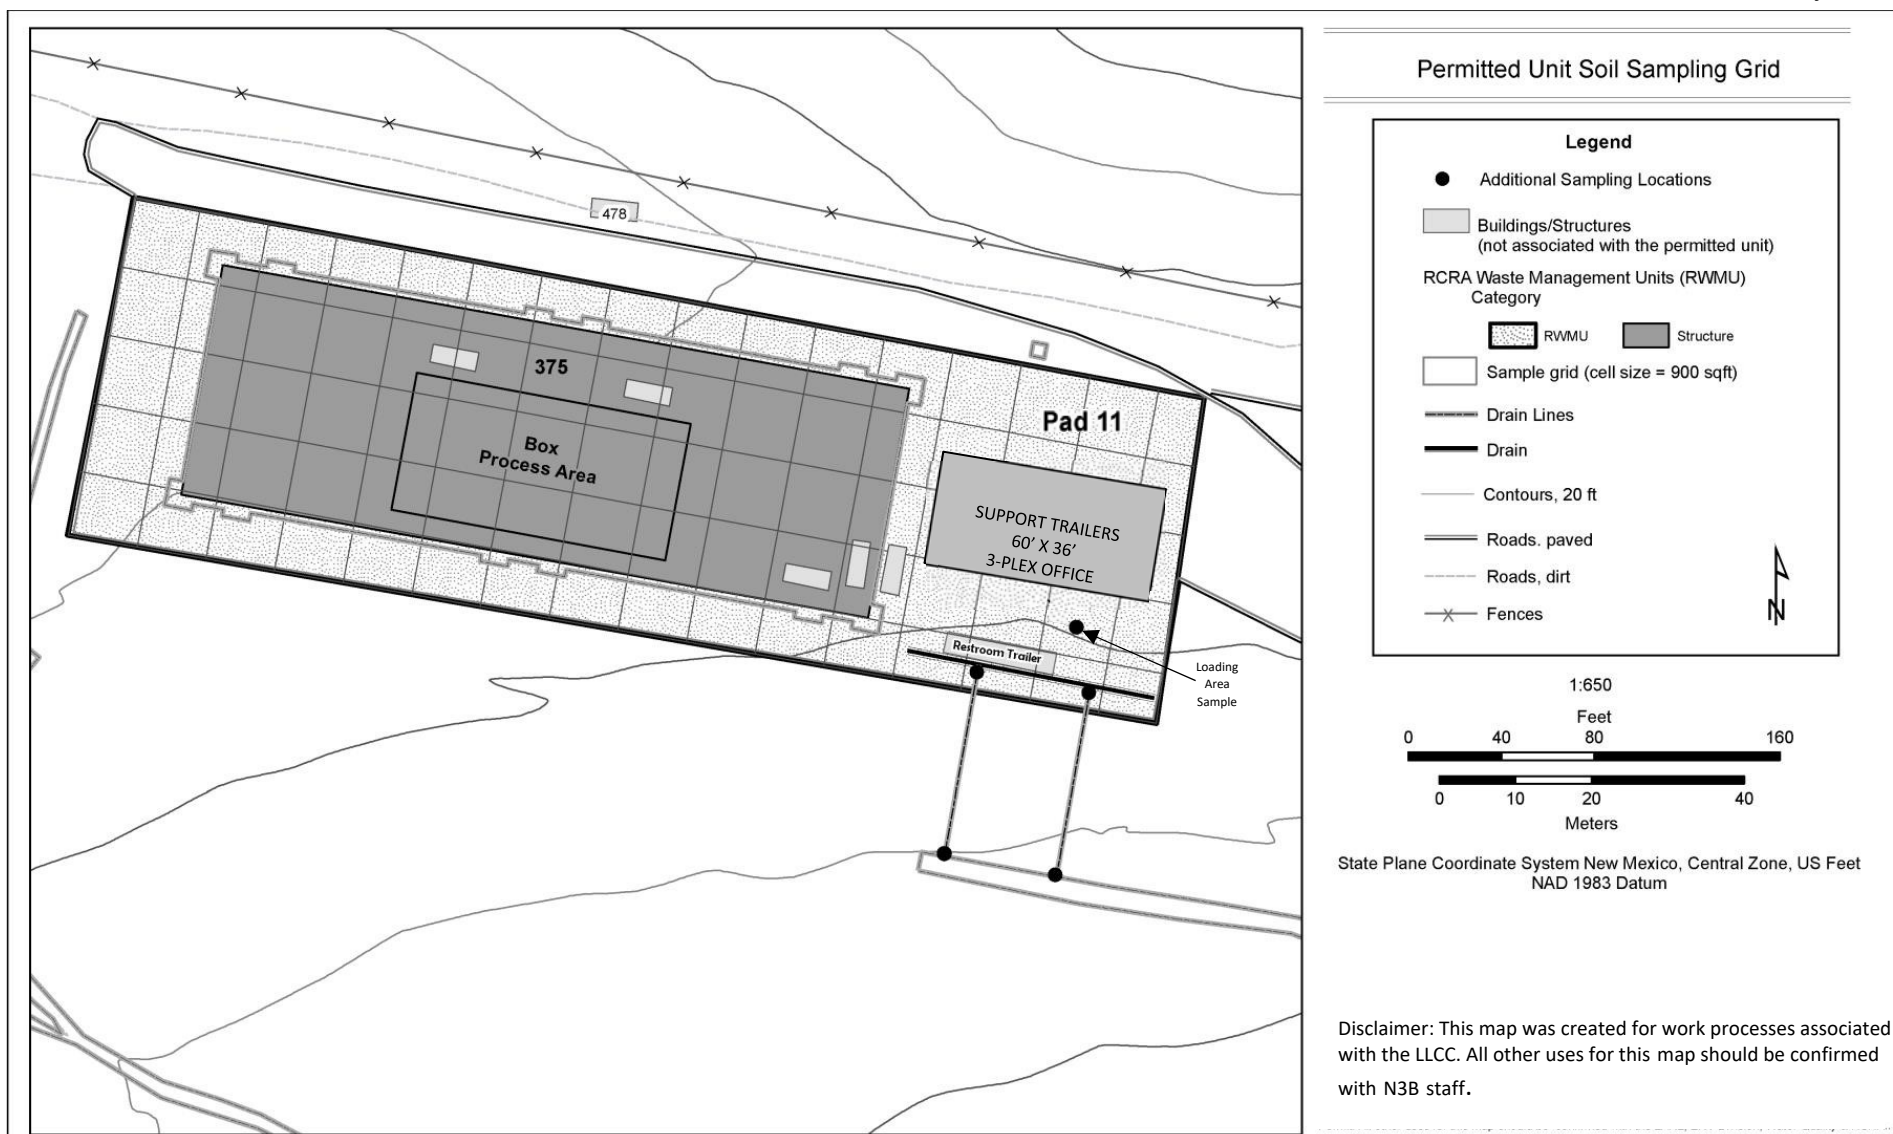 Permitted Unit Soil Sampling Grid
Legend
Additional Sampling Locations
Buildings/Structures
(not associated with the permitted unit)
RCRA Waste Management Units (RWMU)
Category
RWMU
Structure
Sample grid (cell size = 900 sqft)
Drain Lines
Drain
Contours, 20 ft
Roads. paved
Roads, dirt
Fences
N
478
375
Box
Process Area
Pad 11
SUPPORT TRAILERS
60' X 36'
3-PLEX OFFICE
Restroom Trailer
Loading
Area
Sample
1:650
Feet
0 40 80 160
0 10 20 40
Meters
State Plane Coordinate System New Mexico, Central Zone, US Feet
NAD 1983 Datum
Disclaimer: This map was created for work processes associated
with the LLCC. All other uses for this map should be confirmed
with N3B staff.